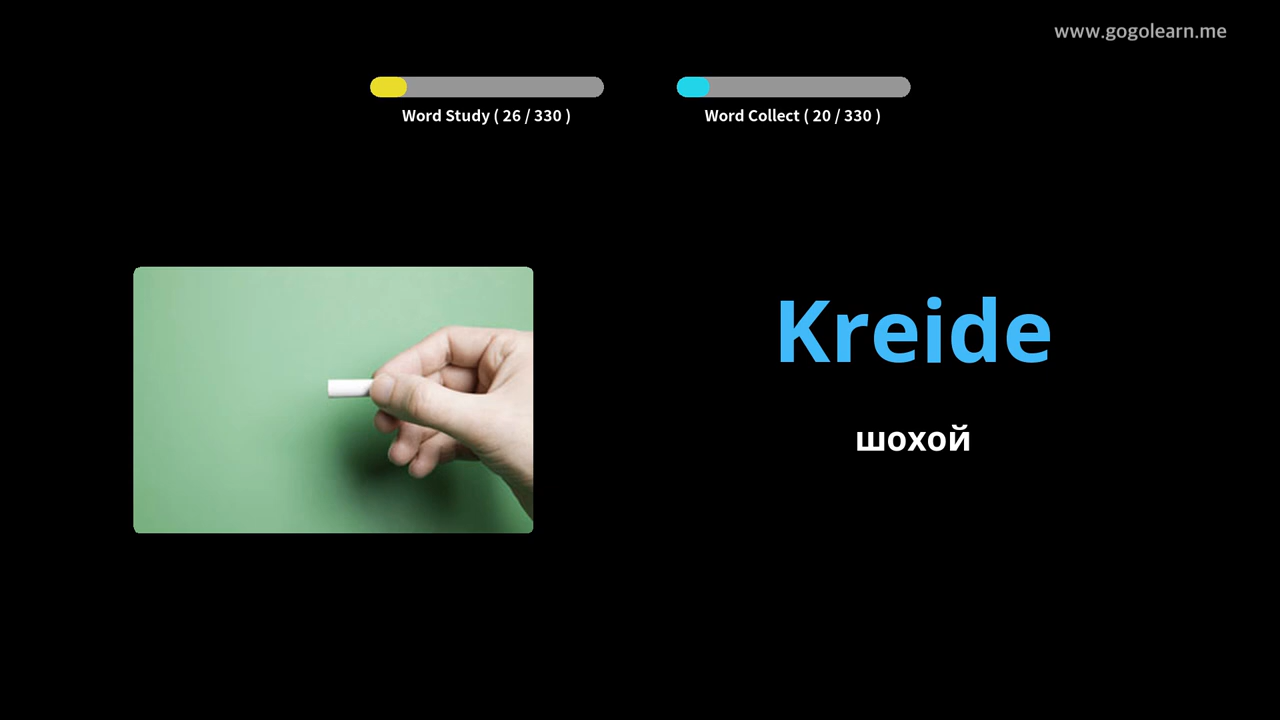 www.gogolearn.me
Word Study ( 26 / 330 )
Word Collect ( 20 / 330 )
Kreide
шохой